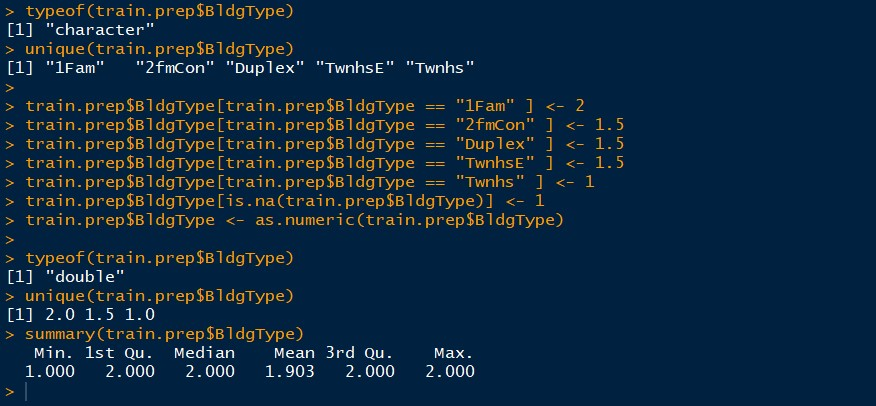 > typeof(train.prep$BldgType)
[1] "character"
> unique(train.prep$BldgType)
[1] "1Fam"   "2fmCon" "Duplex" "TwnhsE" "Twnhs"
>
> train.prep$BldgType[train.prep$BldgType == "1Fam" ] <- 2
> train.prep$BldgType[train.prep$BldgType == "2fmCon" ] <- 1.5
> train.prep$BldgType[train.prep$BldgType == "Duplex" ] <- 1.5
> train.prep$BldgType[train.prep$BldgType == "TwnhsE" ] <- 1.5
> train.prep$BldgType[train.prep$BldgType == "Twnhs" ] <- 1
> train.prep$BldgType[is.na(train.prep$BldgType)] <- 1
> train.prep$BldgType <- as.numeric(train.prep$BldgType)
>
> typeof(train.prep$BldgType)
[1] "double"
> unique(train.prep$BldgType)
[1] 2.0 1.5 1.0
> summary(train.prep$BldgType)
   Min. 1st Qu.  Median    Mean 3rd Qu.    Max.
  1.000   2.000   2.000   1.903   2.000   2.000
>